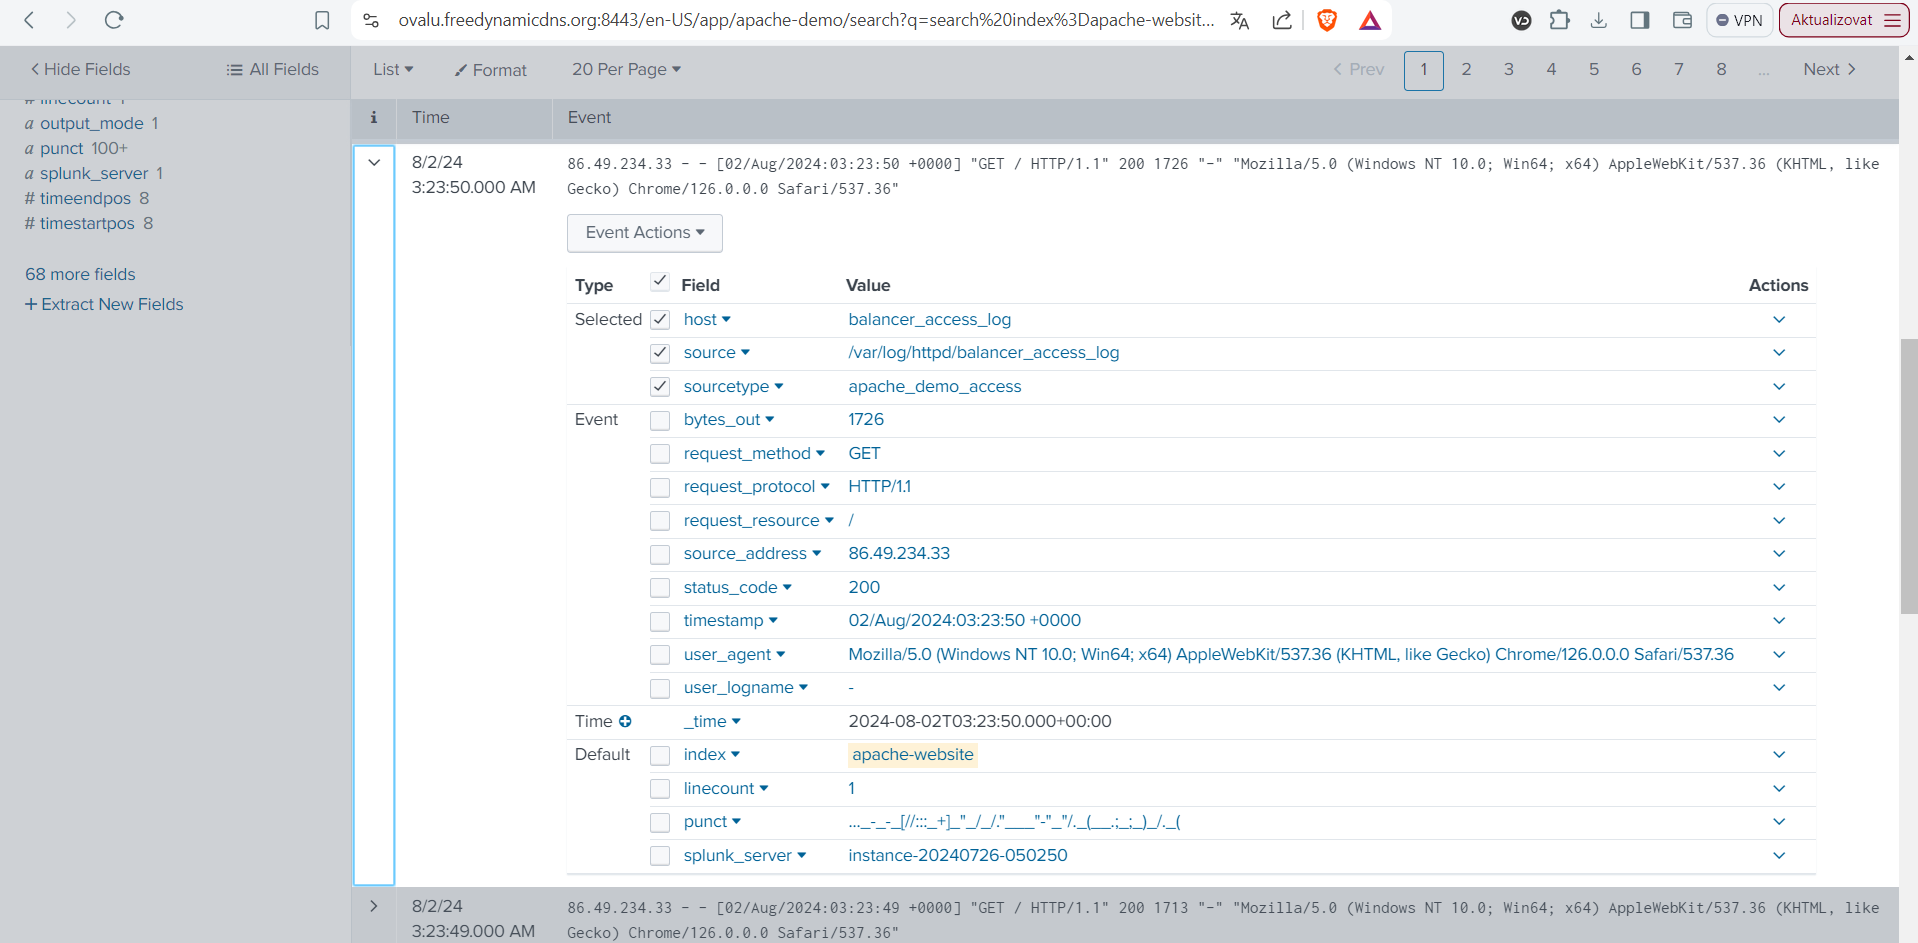 ovalu.freedynamicdns.org:8443/en-US/app/apache-demo/search?q=search%20index%3Dapache-websit...
VPN
Aktualizovat
Hide Fields
All Fields
List
Format
20 Per Page
Prev
1
2
3
4
5
6
7
8
...
Next
# linecount 1
a output_mode 1
a punct 100+
a splunk_server 1
# timeendpos 8
# timestartpos 8
68 more fields
+ Extract New Fields
i Time Event
8/2/24
3:23:50.000 AM
86.49.234.33 - - [02/Aug/2024:03:23:50 +0000] "GET / HTTP/1.1" 200 1726 "-" "Mozilla/5.0 (Windows NT 10.0; Win64; x64) AppleWebKit/537.36 (KHTML, like
Gecko) Chrome/126.0.0.0 Safari/537.36"
Event Actions
Type Field Value Actions
Selected host balancer_access_log
source /var/log/httpd/balancer_access_log
sourcetype apache_demo_access
Event bytes_out 1726
request_method GET
request_protocol HTTP/1.1
request_resource /
source_address 86.49.234.33
status_code 200
timestamp 02/Aug/2024:03:23:50 +0000
user_agent Mozilla/5.0 (Windows NT 10.0; Win64; x64) AppleWebKit/537.36 (KHTML, like Gecko) Chrome/126.0.0.0 Safari/537.36
user_logname -
Time _time 2024-08-02T03:23:50.000+00:00
Default index apache-website
linecount 1
punct ..._-_-_[//:::_+]_"_/_/."___"-"_"/._(__.;_;_)_/._(
splunk_server instance-20240726-050250
8/2/24
3:23:49.000 AM
86.49.234.33 - - [02/Aug/2024:03:23:49 +0000] "GET / HTTP/1.1" 200 1713 "-" "Mozilla/5.0 (Windows NT 10.0; Win64; x64) AppleWebKit/537.36 (KHTML, like
Gecko) Chrome/126.0.0.0 Safari/537.36"